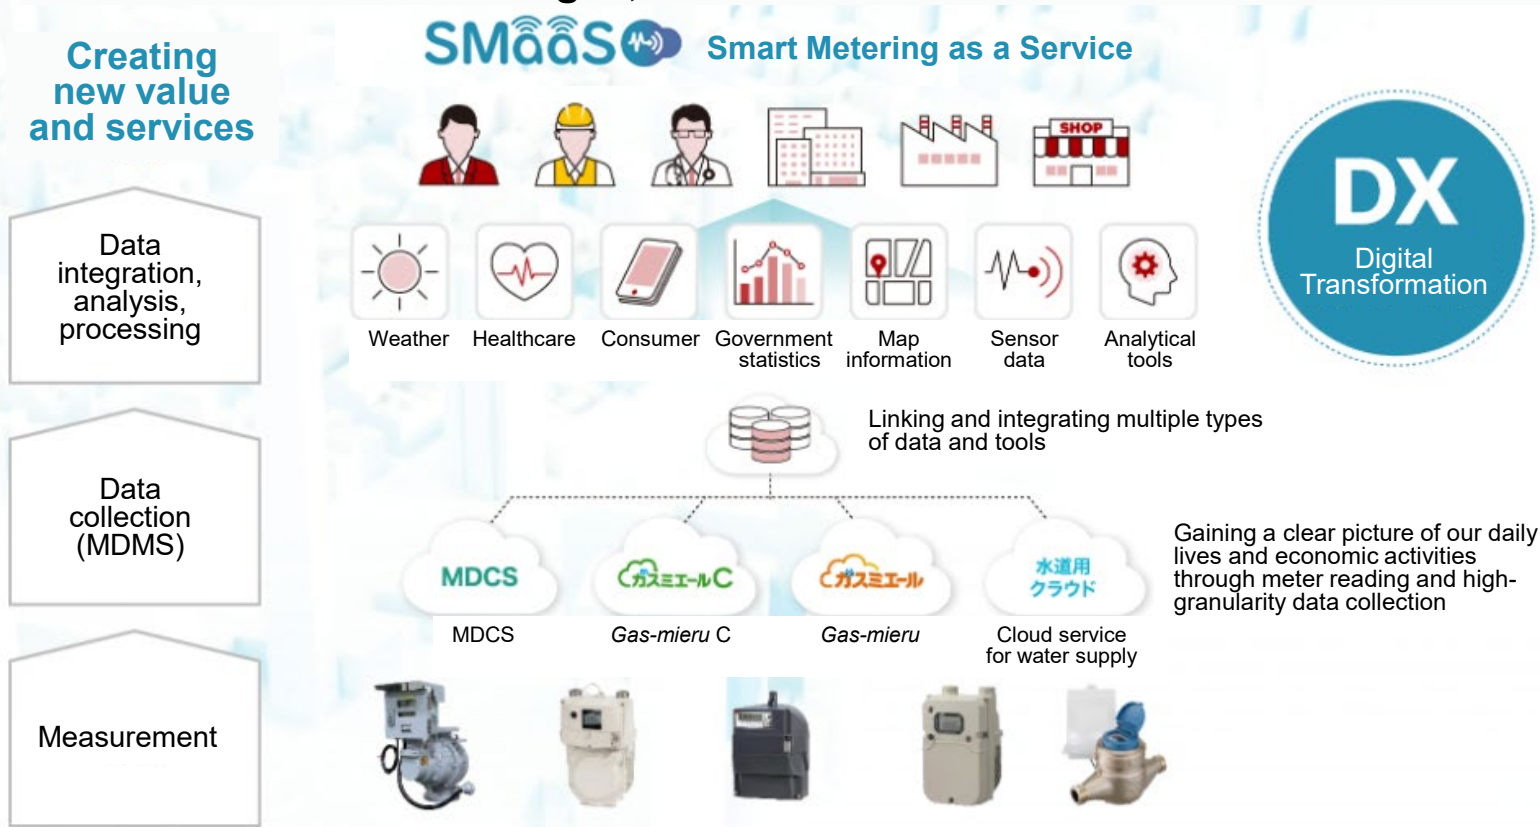 SMaaS
Smart Metering as a Service
Creating
new value
and services
SHOP
DX
Digital
Transformation
Data
integration,
analysis,
processing
Weather
Healthcare
Consumer
Government
statistics
Map
information
Sensor
data
Analytical
tools
Linking and integrating multiple types
of data and tools
Data
collection
(MDMS)
MDCS
ガスミエールC
ガスミエール
水道用
クラウド
Gaining a clear picture of our daily
lives and economic activities
through meter reading and high-
granularity data collection
MDCS
Gas-mieru C
Gas-mieru
Cloud service
for water supply
Measurement